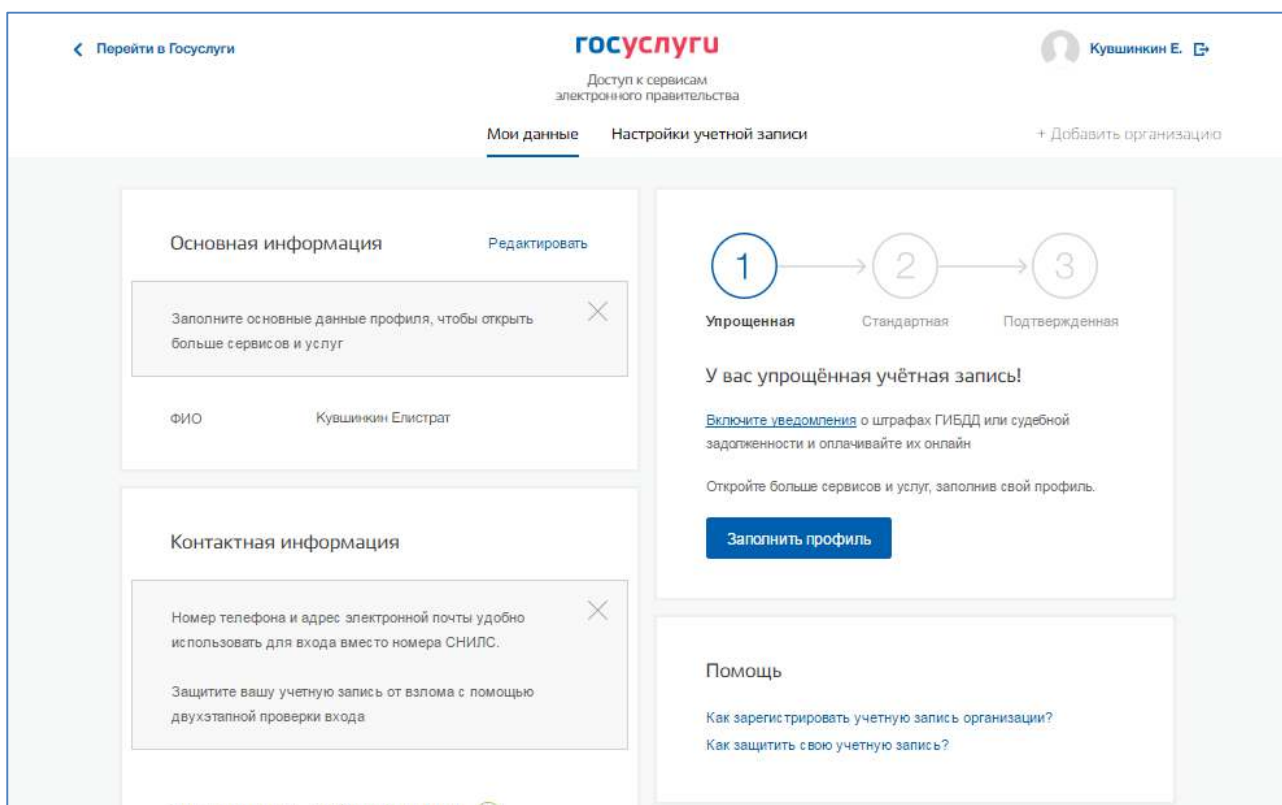 Перейти в Госуслуги
госуслуги
Кувшинкин Е.
Доступ к сервисам
электронного правительства
Мои данные
Настройки учетной записи
+ Добавить организацию
Основная информация
Редактировать
Заполните основные данные профиля, чтобы открыть
больше сервисов и услуг
ФИО
Кувшинкин Елистрат
Контактная информация
Номер телефона и адрес электронной почты удобно
использовать для входа вместо номера СНИЛС.
Защитите вашу учетную запись от взлома с помощью
двухэтапной проверки входа
1
2
3
Упрощенная
Стандартная
Подтвержденная
У вас упрощённая учётная запись!
Включите уведомления о штрафах ГИБДД или судебной
задолженности и оплачивайте их онлайн
Откройте больше сервисов и услуг, заполнив свой профиль.
Заполнить профиль
Помощь
Как зарегистрировать учетную запись организации?
Как защитить свою учетную запись?